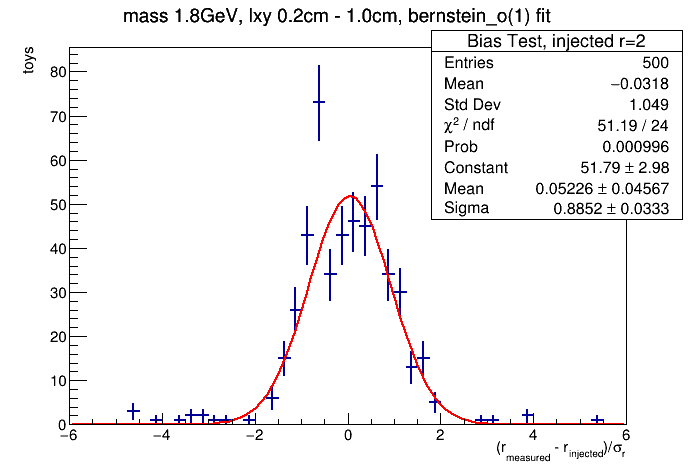 mass 1.8GeV, lxy 0.2cm - 1.0cm, bernstein_o(1) fit
toys
Bias Test, injected r=2
Entries 500
Mean −0.0318
Std Dev 1.049
χ² / ndf 51.19 / 24
Prob 0.000996
Constant 51.79 ± 2.98
Mean 0.05226 ± 0.04567
Sigma 0.8852 ± 0.0333
80
70
60
50
40
30
20
10
0
−6 −4 −2 0 2 4 6
(r_measured - r_injected)/σ_r